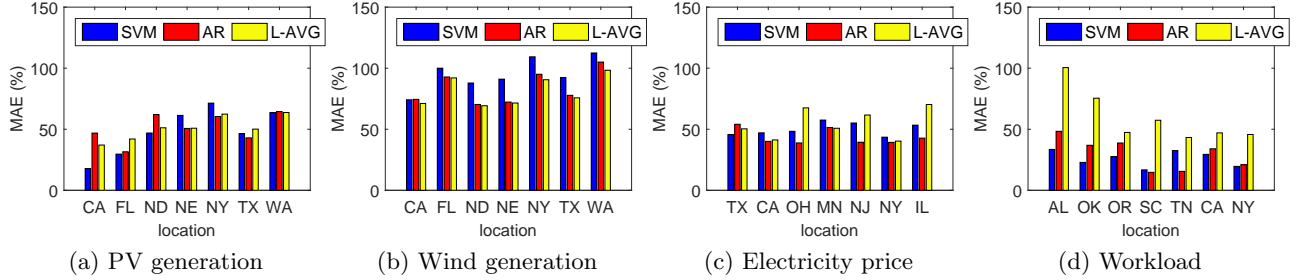 150
100
50
0
MAE (%)
SVM AR L-AVG
CA FL ND NE NY TX WA
location
(a) PV generation
150
100
50
0
MAE (%)
SVM AR L-AVG
CA FL ND NE NY TX WA
location
(b) Wind generation
150
100
50
0
MAE (%)
SVM AR L-AVG
TX CA OH MN NJ NY IL
location
(c) Electricity price
150
100
50
0
MAE (%)
SVM AR L-AVG
AL OK OR SC TN CA NY
location
(d) Workload